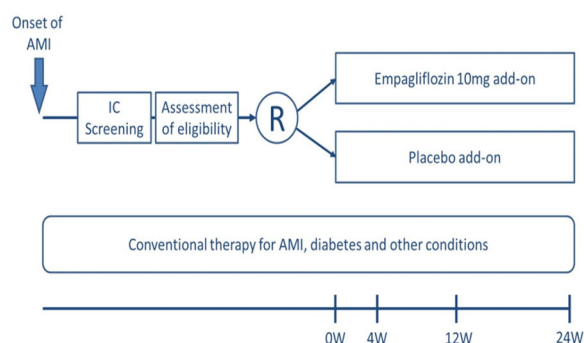 Onset of
AMI
IC
Screening
Assessment
of eligibility
R
Empagliflozin 10mg add-on
Placebo add-on
Conventional therapy for AMI, diabetes and other conditions
0W
4W
12W
24W